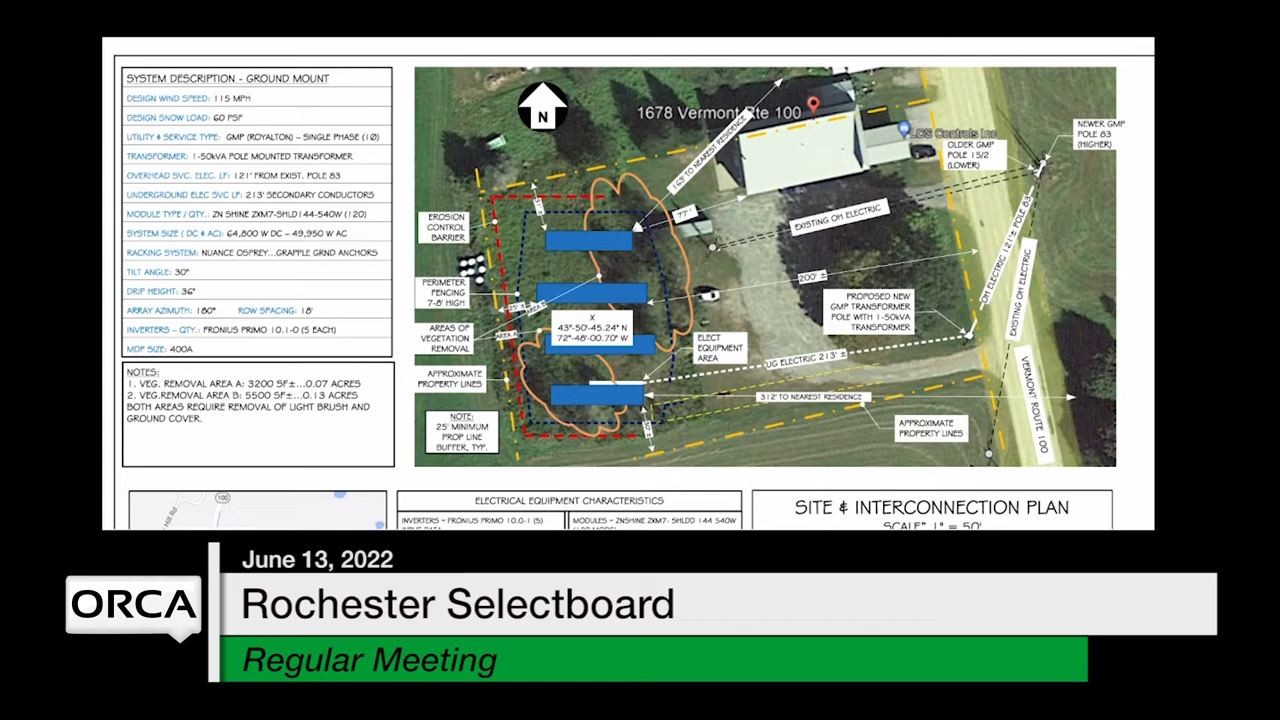 SYSTEM DESCRIPTION - GROUND MOUNT
DESIGN WIND SPEED: 115 MPH
DESIGN SNOW LOAD: 60 PSF
UTILITY & SERVICE TYPE: GMP (ROYALTON) – SINGLE PHASE (1Ø)
TRANSFORMER: 1-50kVA POLE MOUNTED TRANSFORMER
OVERHEAD SVC. ELEC. LF: 121' FROM EXIST. POLE 83
UNDERGROUND ELEC SVC LF: 213' SECONDARY CONDUCTORS
MODULE TYPE / QTY.: ZN SHINE ZXM7-SHLD144-540W (120)
SYSTEM SIZE ( DC & AC): 64,800 W DC – 49,950 W AC
RACKING SYSTEM: NUANCE OSPREY...GRAPPLE GRND ANCHORS
TILT ANGLE: 30°
DRIP HEIGHT: 36"
ARRAY AZIMUTH: 180° ROW SPACING: 18'
INVERTERS – QTY.: FRONIUS PRIMO 10.1-0 (5 EACH)
MDP SIZE: 400A
NOTES:
1. VEG. REMOVAL AREA A: 3200 SF±...0.07 ACRES
2. VEG.REMOVAL AREA B: 5500 SF±...0.13 ACRES
BOTH AREAS REQUIRE REMOVAL OF LIGHT BRUSH AND
GROUND COVER.
N
1678 Vermont Rte 100
LCS Controls Inc
163' TO NEAREST RESIDENCE
NEWER GMP
POLE 83
(HIGHER)
OLDER GMP
POLE 15/2
(LOWER)
EROSION
CONTROL
BARRIER
77'
EXISTING OH ELECTRIC
OH ELECTRIC 121'± POLE 83
EXISTING OH ELECTRIC
200' ±
PERIMETER
FENCING
7-8' HIGH
25' ±
AREA A
X
43°-50'-45.24" N
72°-48'-00.70" W
PROPOSED NEW
GMP TRANSFORMER
POLE WITH 1-50kVA
TRANSFORMER
AREAS OF
VEGETATION
REMOVAL
ELECT
EQUIPMENT
AREA
UG ELECTRIC 213' ±
VERMONT ROUTE 100
APPROXIMATE
PROPERTY LINES
312' TO NEAREST RESIDENCE
NOTE:
25' MINIMUM
PROP LINE
BUFFER, TYP.
APPROXIMATE
PROPERTY LINES
100
Hill Rd
ELECTRICAL EQUIPMENT CHARACTERISTICS
INVERTERS – FRONIUS PRIMO 10.0-1 (5)
MODULES – ZNSHINE ZXM7- SHLDD 144 540W
SITE & INTERCONNECTION PLAN
SCALE" 1" = 50'
June 13, 2022
ORCA
Rochester Selectboard
Regular Meeting